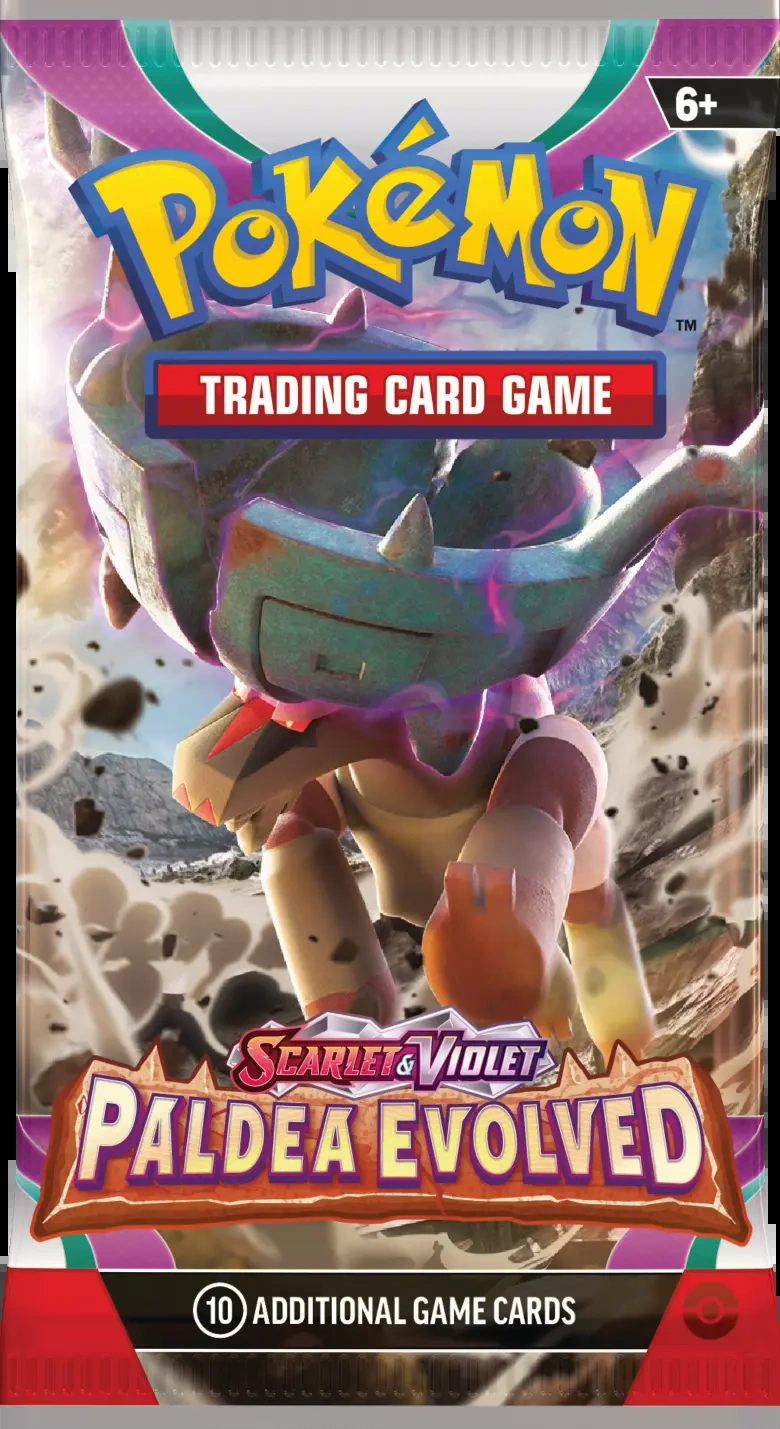 6+
POKéMON
TM
TRADING CARD GAME
SCARLET & VIOLET
PALDEA EVOLVED
10 ADDITIONAL GAME CARDS